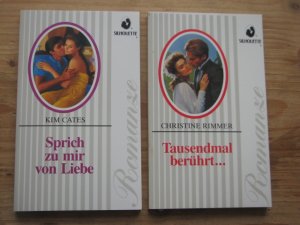 SILHOUETTE
KIM CATES
Sprich
zu mir
von Liebe
Romanze
SILHOUETTE
CHRISTINE RIMMER
Tausendmal
berührt...
Romanze